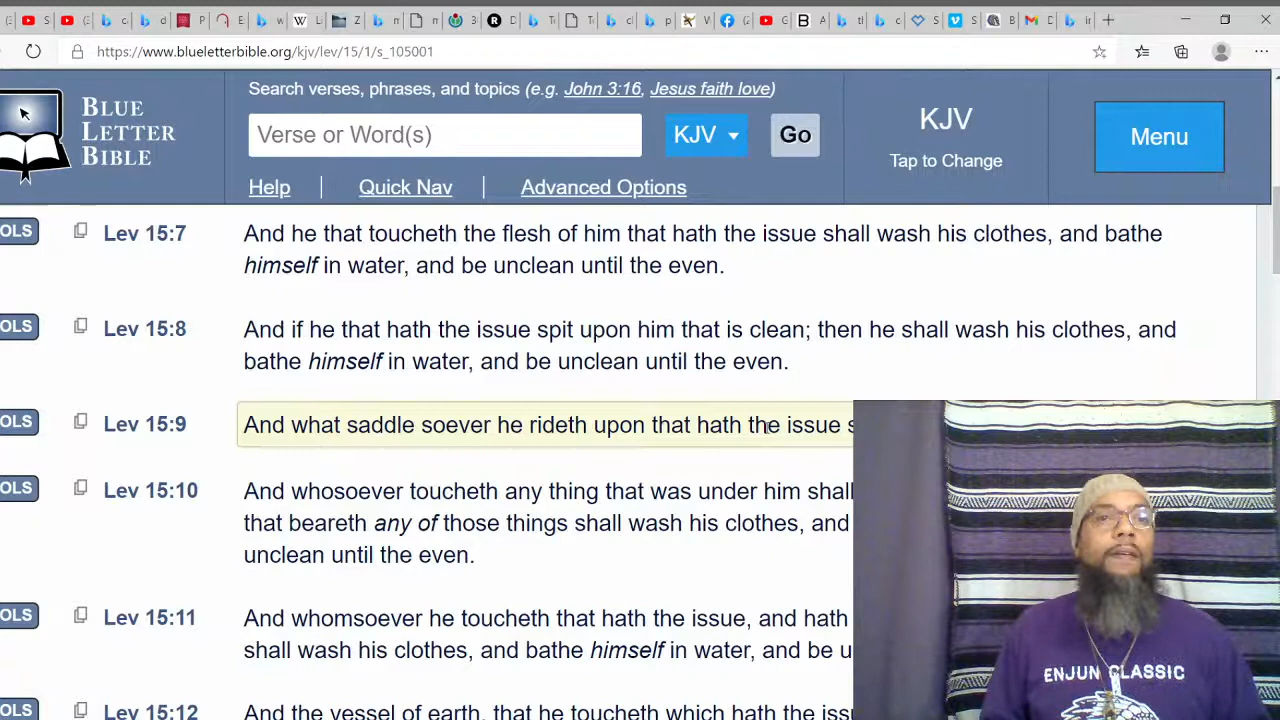 https://www.blueletterbible.org/kjv/lev/15/1/s_105001
BLUE
LETTER
BIBLE
Search verses, phrases, and topics (e.g. John 3:16, Jesus faith love)
Verse or Word(s)
KJV
Go
KJV
Tap to Change
Menu
Help
Quick Nav
Advanced Options
OLS
Lev 15:7
And he that toucheth the flesh of him that hath the issue shall wash his clothes, and bathe
himself in water, and be unclean until the even.
OLS
Lev 15:8
And if he that hath the issue spit upon him that is clean; then he shall wash his clothes, and
bathe himself in water, and be unclean until the even.
OLS
Lev 15:9
And what saddle soever he rideth upon that hath the issue s
OLS
Lev 15:10
And whosoever toucheth any thing that was under him shall
that beareth any of those things shall wash his clothes, and
unclean until the even.
OLS
Lev 15:11
And whomsoever he toucheth that hath the issue, and hath
shall wash his clothes, and bathe himself in water, and be u
OLS
Lev 15:12
And the vessel of earth, that he toucheth which hath the issu
ENJUN CLASSIC